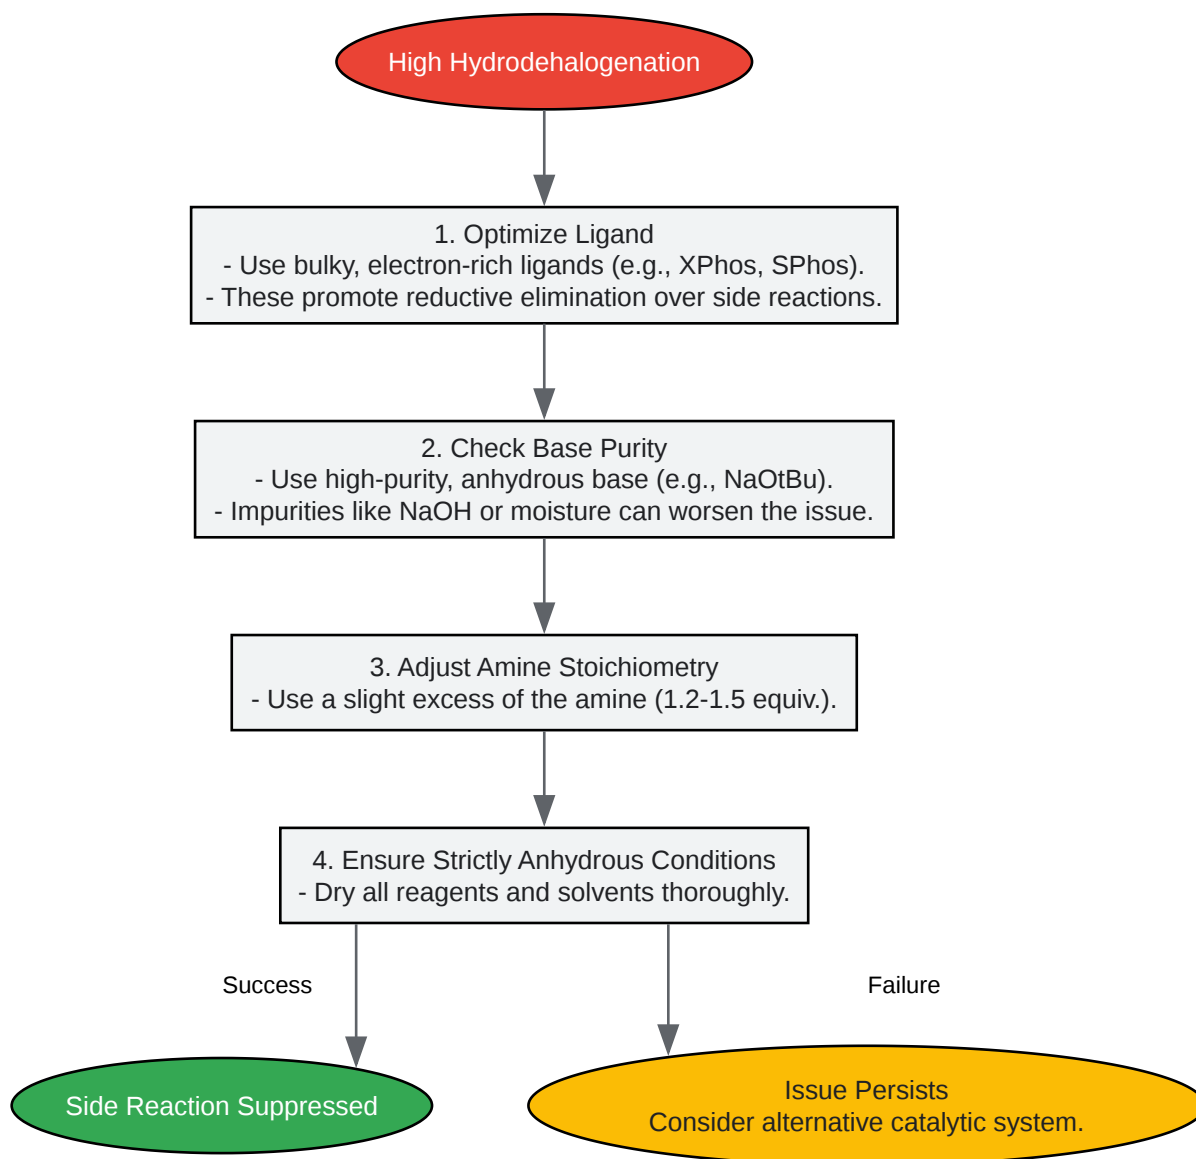 High Hydrodehalogenation
1. Optimize Ligand
- Use bulky, electron-rich ligands (e.g., XPhos, SPhos).
- These promote reductive elimination over side reactions.
2. Check Base Purity
- Use high-purity, anhydrous base (e.g., NaOtBu).
- Impurities like NaOH or moisture can worsen the issue.
3. Adjust Amine Stoichiometry
- Use a slight excess of the amine (1.2-1.5 equiv.).
4. Ensure Strictly Anhydrous Conditions
- Dry all reagents and solvents thoroughly.
Success
Failure
Side Reaction Suppressed
Issue Persists
Consider alternative catalytic system.